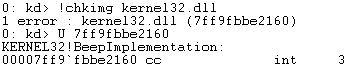 0: kd> !chkimg kernel32.dll
1 error : kernel32.dll (7ff9fbbe2160)
0: kd> U 7ff9fbbe2160
KERNEL32!BeepImplementation:
00007ff9`fbbe2160 cc              int     3